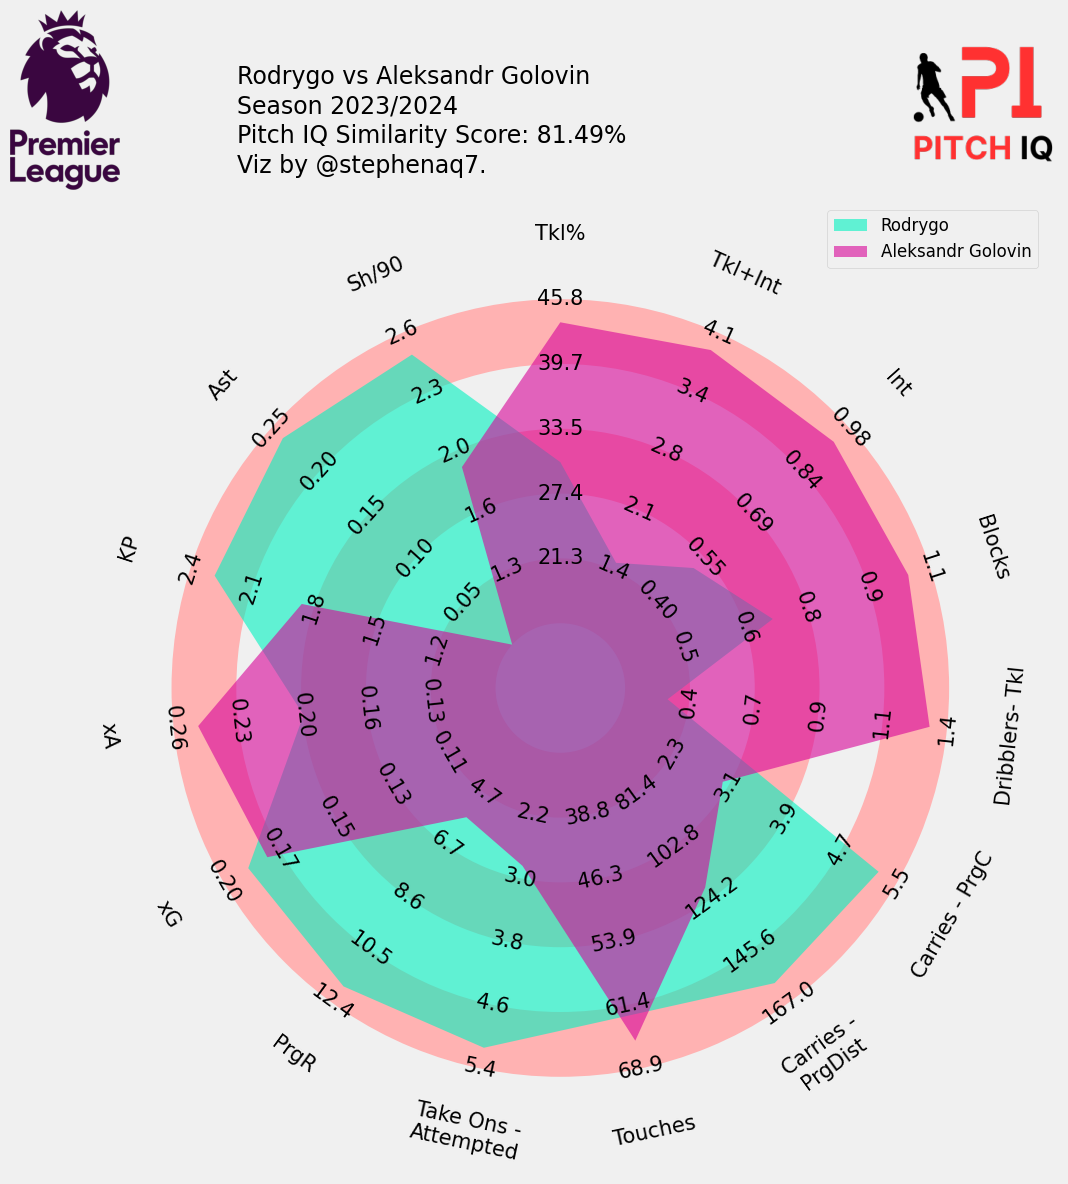 Premier
League
Rodrygo vs Aleksandr Golovin
Season 2023/2024
Pitch IQ Similarity Score: 81.49%
Viz by @stephenaq7.
PI
PITCH IQ
Rodrygo
Aleksandr Golovin
Tkl%
45.8
39.7
33.5
27.4
21.3
Tkl+Int
4.1
3.4
2.8
2.1
1.4
Int
0.98
0.84
0.69
0.55
0.40
Blocks
1.1
0.9
0.8
0.6
0.5
Dribblers- Tkl
1.4
1.1
0.9
0.7
0.4
Carries - PrgC
5.5
4.7
3.9
3.1
2.3
Carries -
PrgDist
167.0
145.6
124.2
102.8
81.4
Touches
68.9
61.4
53.9
46.3
38.8
Take Ons -
Attempted
5.4
4.6
3.8
3.0
2.2
PrgR
12.4
10.5
8.6
6.7
4.7
xG
0.20
0.17
0.15
0.13
0.11
xA
0.26
0.23
0.20
0.16
0.13
KP
2.4
2.1
1.8
1.5
1.2
Ast
0.25
0.20
0.15
0.10
0.05
Sh/90
2.6
2.3
2.0
1.6
1.3